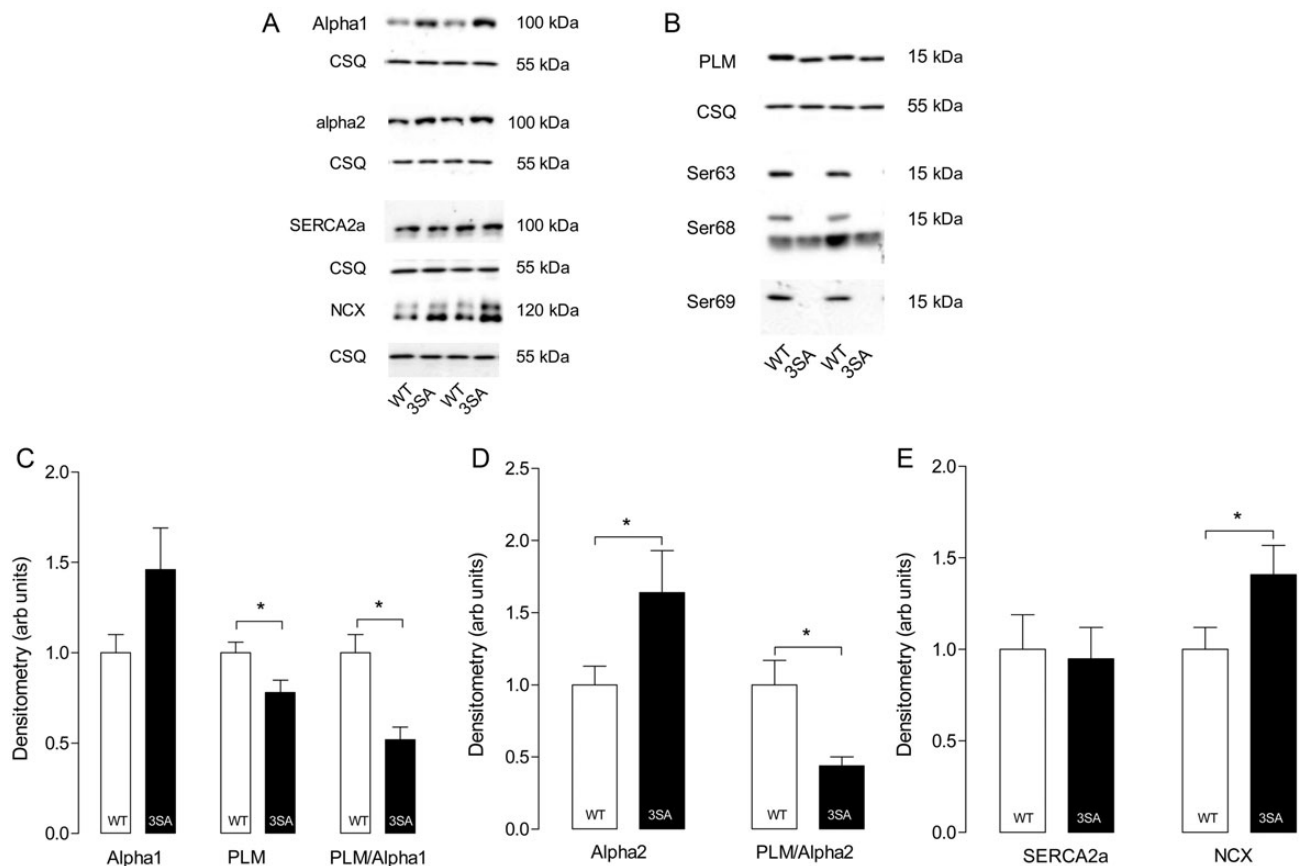 A
Alpha1 100 kDa
CSQ 55 kDa
alpha2 100 kDa
CSQ 55 kDa
SERCA2a 100 kDa
CSQ 55 kDa
NCX 120 kDa
CSQ 55 kDa
WT 3SA WT 3SA
B
PLM 15 kDa
CSQ 55 kDa
Ser63 15 kDa
Ser68 15 kDa
Ser69 15 kDa
WT 3SA WT 3SA
C
Densitometry (arb units)
2.0
1.5
1.0
0.5
0.0
* *
WT 3SA WT 3SA WT 3SA
Alpha1 PLM PLM/Alpha1
D
Densitometry (arb units)
2.5
2.0
1.5
1.0
0.5
0.0
* *
WT 3SA WT 3SA
Alpha2 PLM/Alpha2
E
Densitometry (arb units)
2.0
1.5
1.0
0.5
0.0
*
WT 3SA WT 3SA
SERCA2a NCX